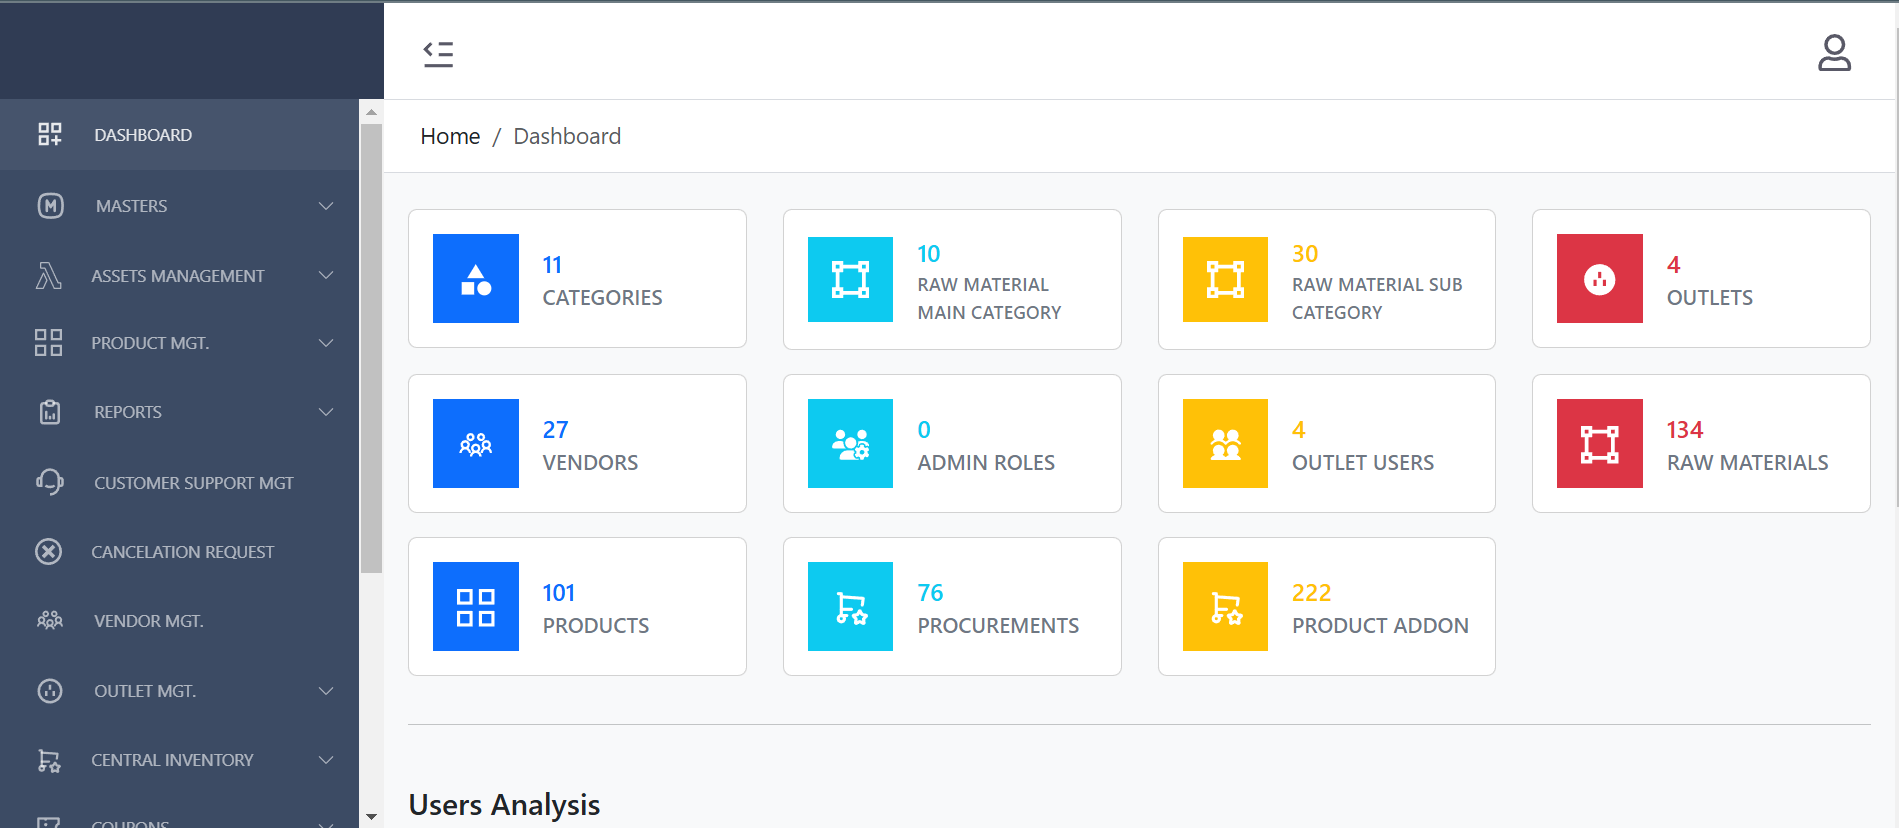 DASHBOARD
MASTERS
ASSETS MANAGEMENT
PRODUCT MGT.
REPORTS
CUSTOMER SUPPORT MGT
CANCELATION REQUEST
VENDOR MGT.
OUTLET MGT.
CENTRAL INVENTORY
COUPONS
Home / Dashboard
11
CATEGORIES
10
RAW MATERIAL
MAIN CATEGORY
30
RAW MATERIAL SUB
CATEGORY
4
OUTLETS
27
VENDORS
0
ADMIN ROLES
4
OUTLET USERS
134
RAW MATERIALS
101
PRODUCTS
76
PROCUREMENTS
222
PRODUCT ADDON
Users Analysis